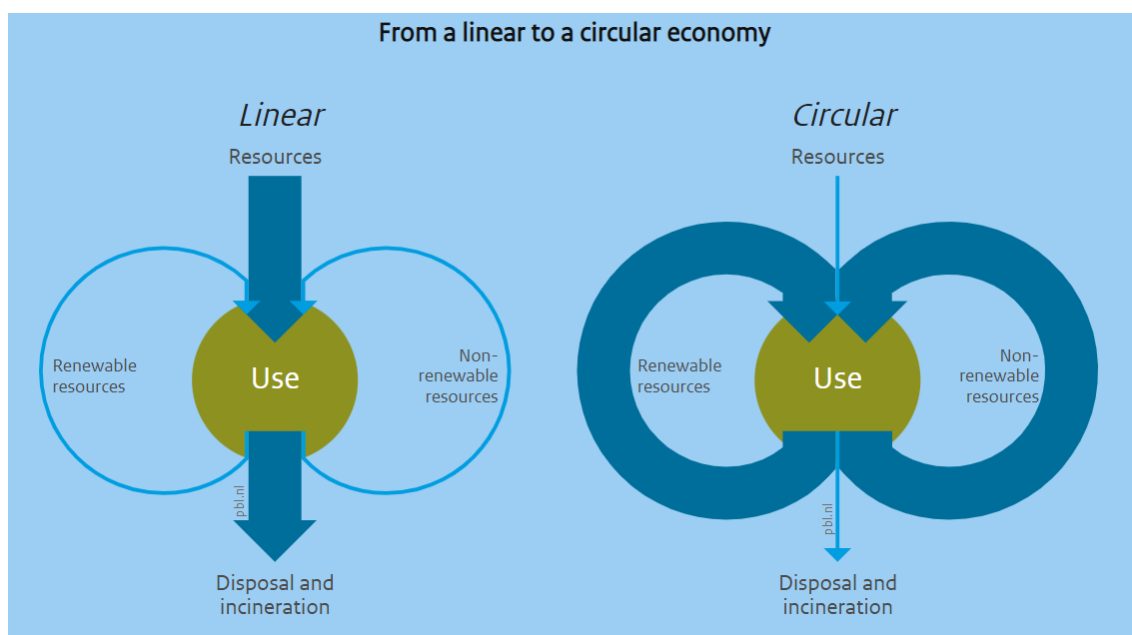 From a linear to a circular economy
Linear
Resources
Renewable
resources
Use
Non-
renewable
resources
pbl.nl
Disposal and
incineration
Circular
Resources
Renewable
resources
Use
Non-
renewable
resources
pbl.nl
Disposal and
incineration